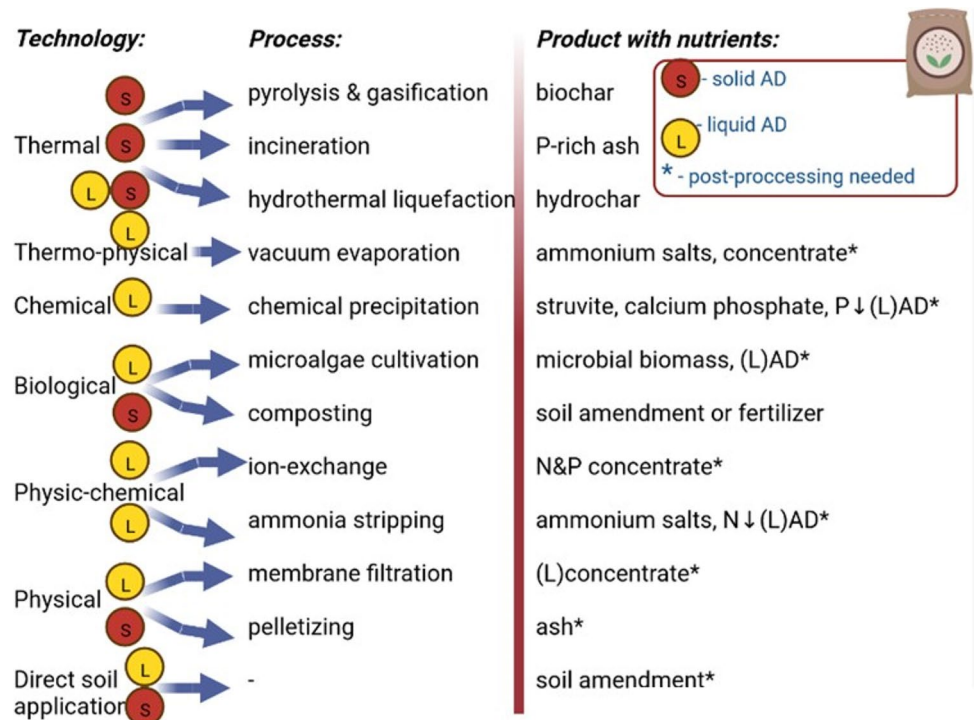 Technology: Process: Product with nutrients:
S pyrolysis & gasification biochar
S - solid AD
Thermal S incineration P-rich ash
L - liquid AD
* - post-proccessing needed
L S hydrothermal liquefaction hydrochar
L
Thermo-physical vacuum evaporation ammonium salts, concentrate*
Chemical L chemical precipitation struvite, calcium phosphate, P↓(L)AD*
L microalgae cultivation microbial biomass, (L)AD*
Biological
S composting soil amendment or fertilizer
L ion-exchange N&P concentrate*
Physic-chemical
L ammonia stripping ammonium salts, N↓(L)AD*
L membrane filtration (L)concentrate*
Physical
S pelletizing ash*
L
Direct soil - soil amendment*
application S